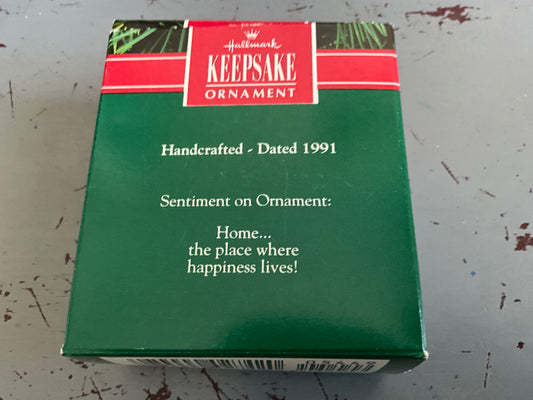 Hallmark
KEEPSAKE
ORNAMENT
Handcrafted - Dated 1991
Sentiment on Ornament:
Home...
the place where
happiness lives!